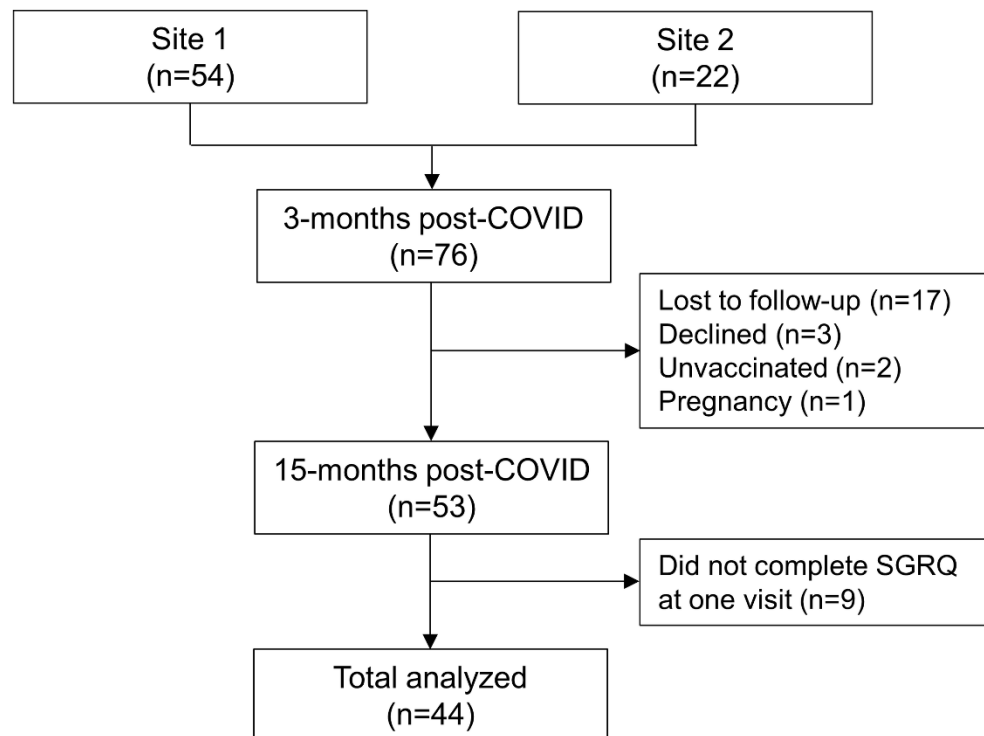 Site 1
(n=54)
Site 2
(n=22)
3-months post-COVID
(n=76)
Lost to follow-up (n=17)
Declined (n=3)
Unvaccinated (n=2)
Pregnancy (n=1)
15-months post-COVID
(n=53)
Did not complete SGRQ
at one visit (n=9)
Total analyzed
(n=44)